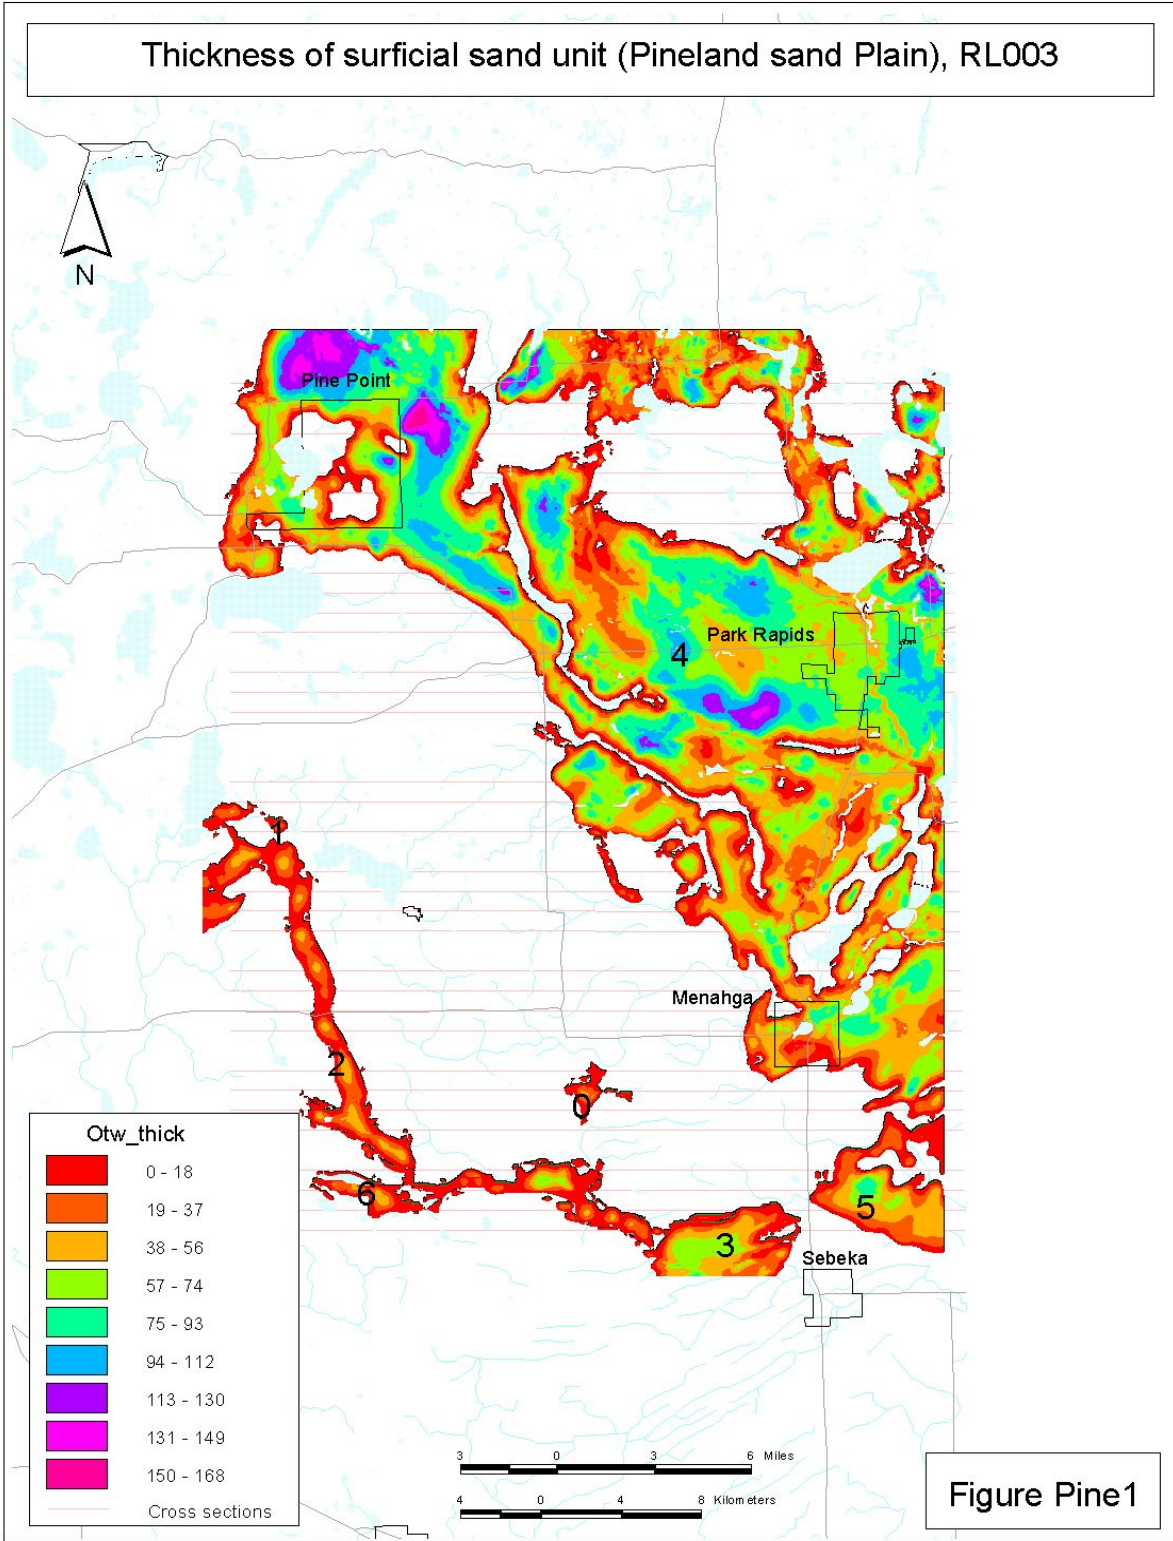 Thickness of surficial sand unit (Pineland sand Plain), RL003
N
Pine Point
Park Rapids
4
1
Menahga
2
0
6
5
3
Sebeka
Otw_thick
0 - 18
19 - 37
38 - 56
57 - 74
75 - 93
94 - 112
113 - 130
131 - 149
150 - 168
Cross sections
3 0 3 6 Miles
4 0 4 8 Kilometers
Figure Pine1